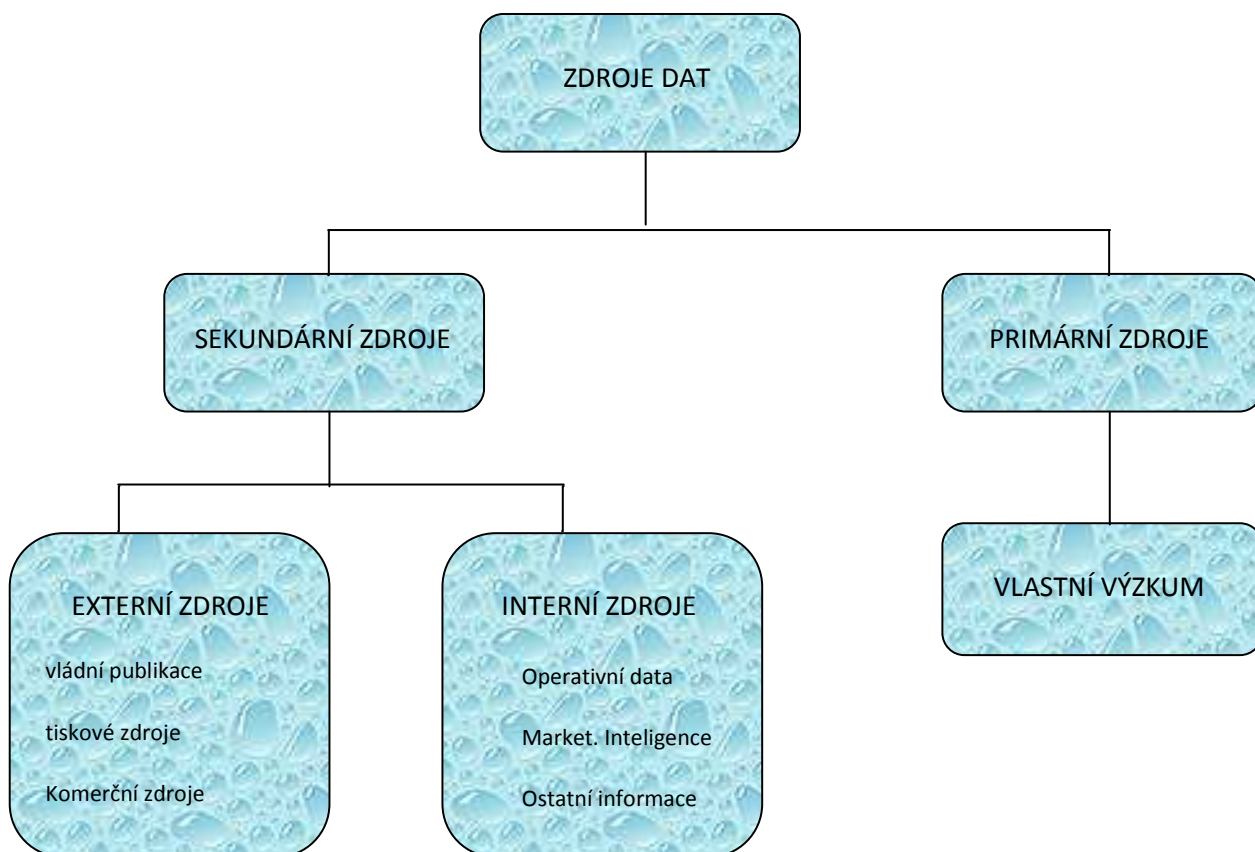 ZDROJE DAT
SEKUNDÁRNÍ ZDROJE
PRIMÁRNÍ ZDROJE
EXTERNÍ ZDROJE
vládní publikace
tiskové zdroje
Komerční zdroje
INTERNÍ ZDROJE
Operativní data
Market. Inteligence
Ostatní informace
VLASTNÍ VÝZKUM